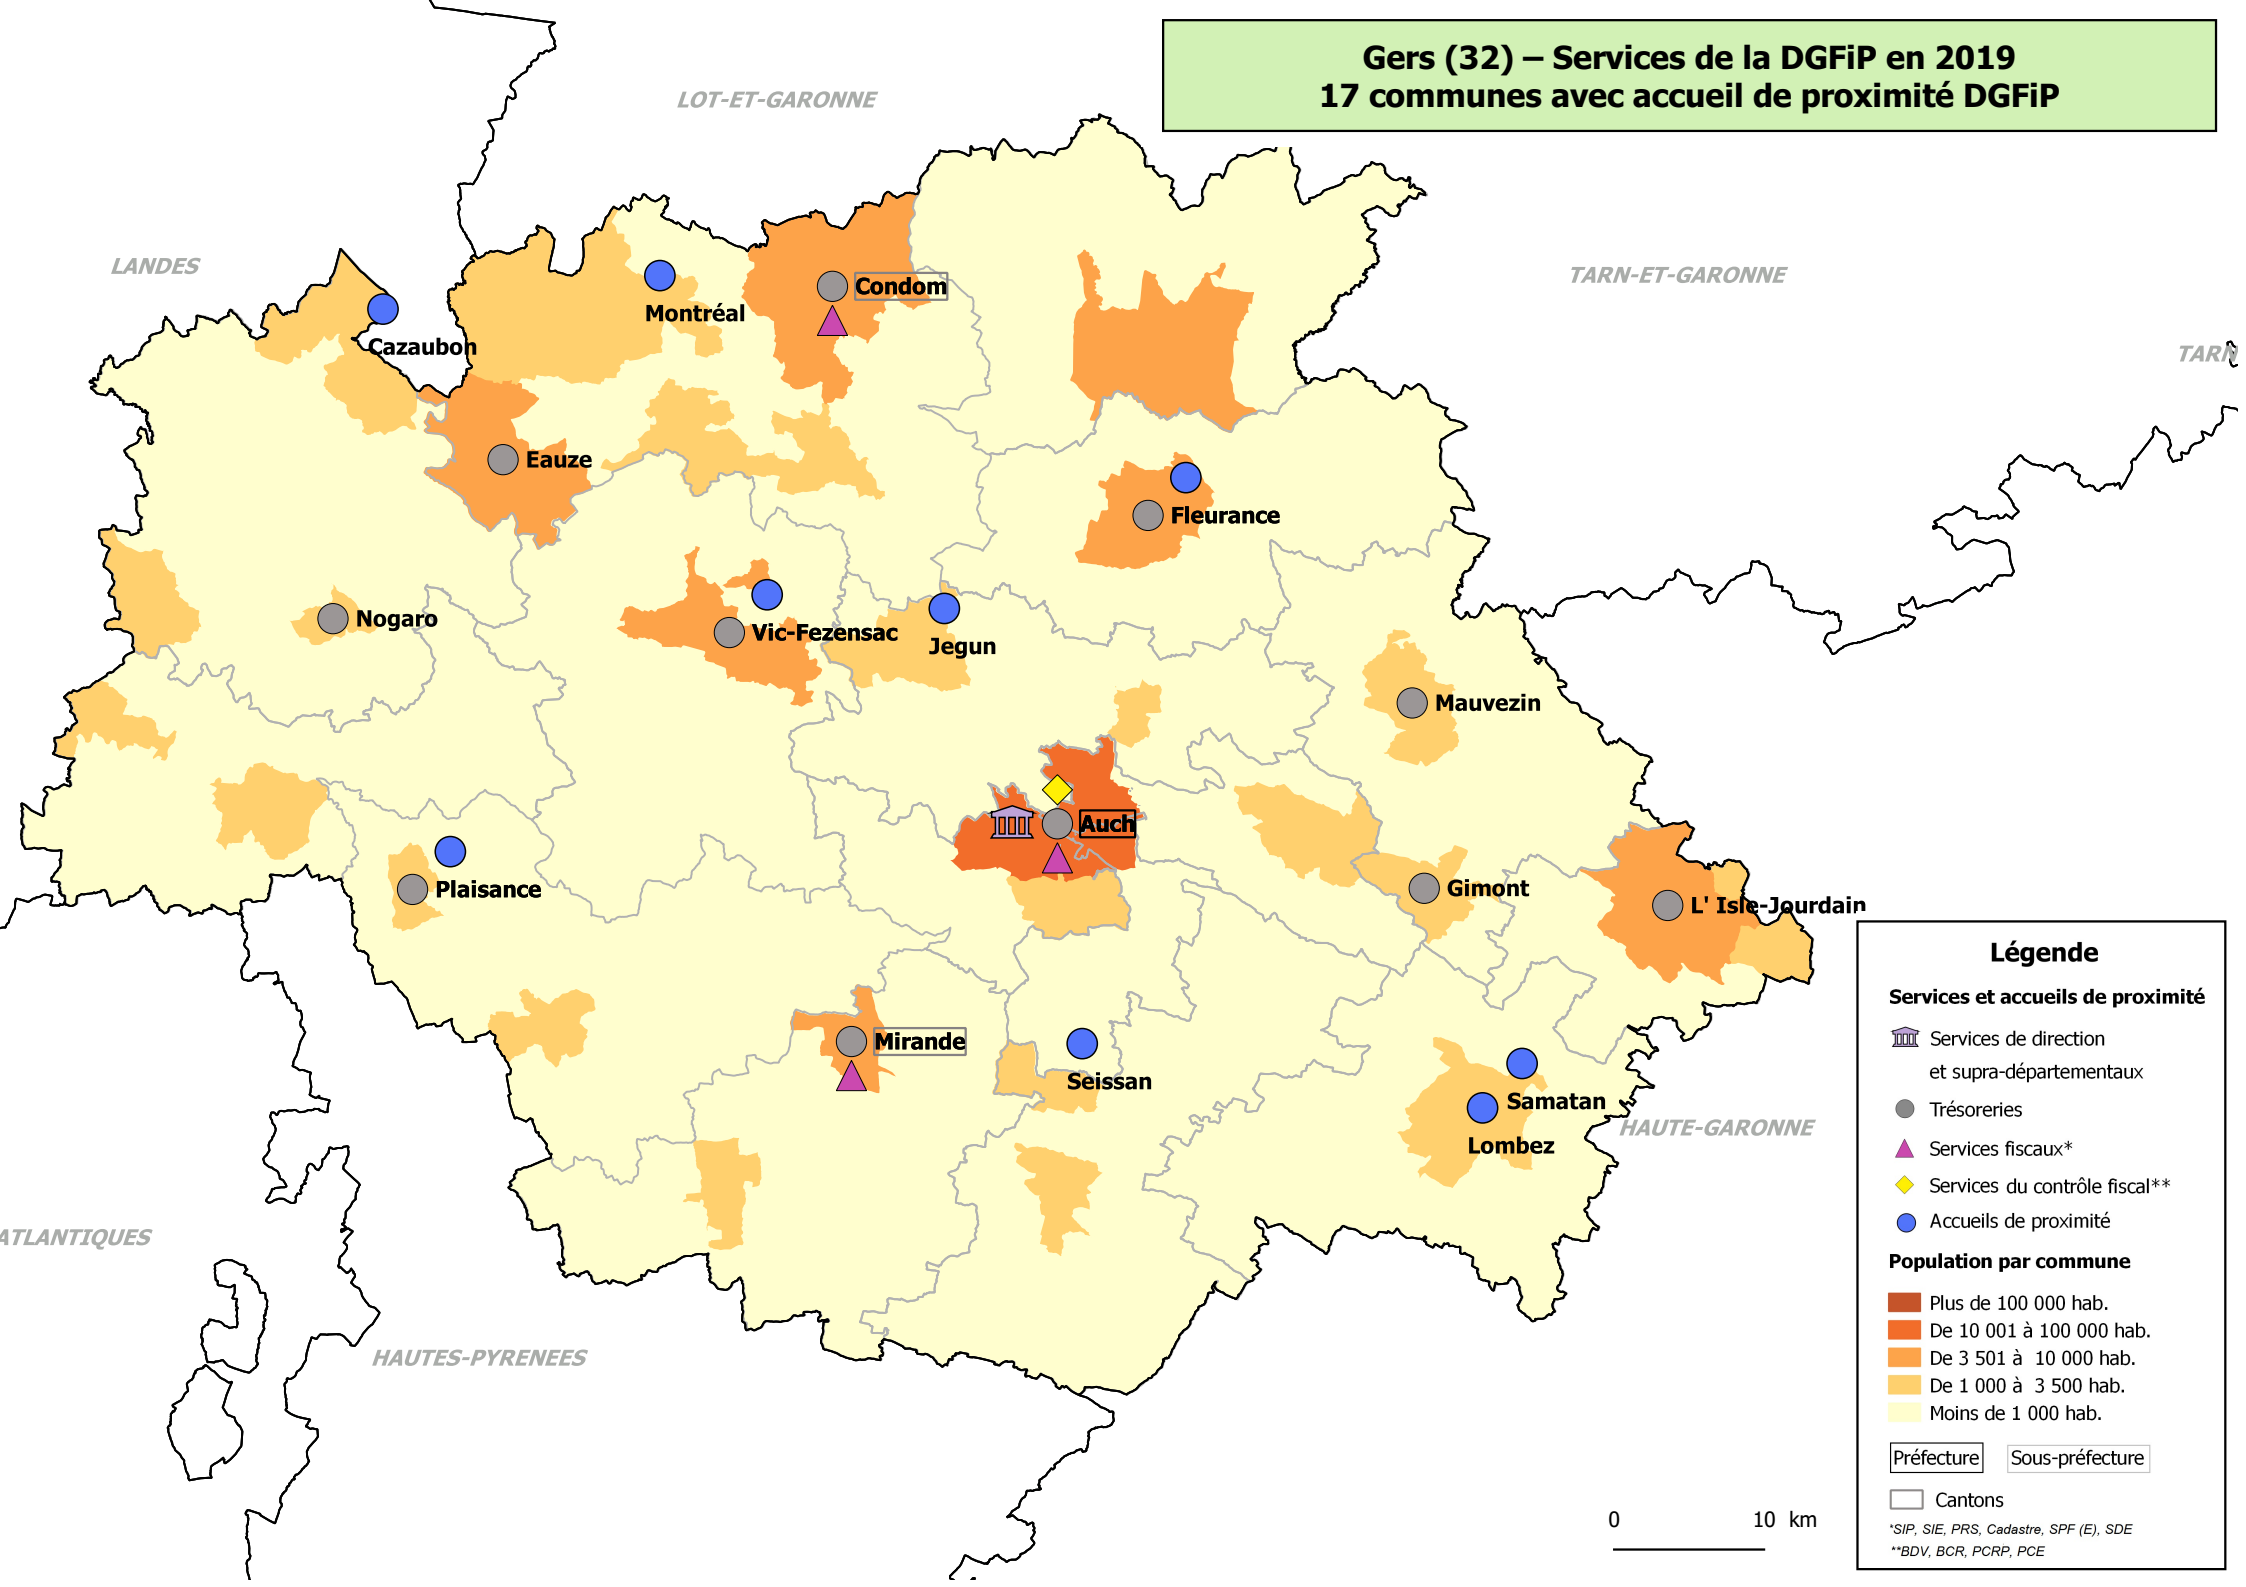 Gers (32) – Services de la DGFiP en 2019
17 communes avec accueil de proximité DGFiP
LOT-ET-GARONNE
LANDES
TARN-ET-GARONNE
TARN
Condom
Montréal
Cazaubon
Eauze
Fleurance
Nogaro
Vic-Fezensac
Jegun
Mauvezin
Auch
Plaisance
Gimont
L' Isle-Jourdain
Mirande
Seissan
Samatan
Lombez
HAUTE-GARONNE
ATLANTIQUES
HAUTES-PYRENEES
Légende
Services et accueils de proximité
Services de direction
et supra-départementaux
Trésoreries
Services fiscaux*
Services du contrôle fiscal**
Accueils de proximité
Population par commune
Plus de 100 000 hab.
De 10 001 à 100 000 hab.
De 3 501 à 10 000 hab.
De 1 000 à 3 500 hab.
Moins de 1 000 hab.
Préfecture Sous-préfecture
Cantons
*SIP, SIE, PRS, Cadastre, SPF (E), SDE
**BDV, BCR, PCRP, PCE
0 10 km